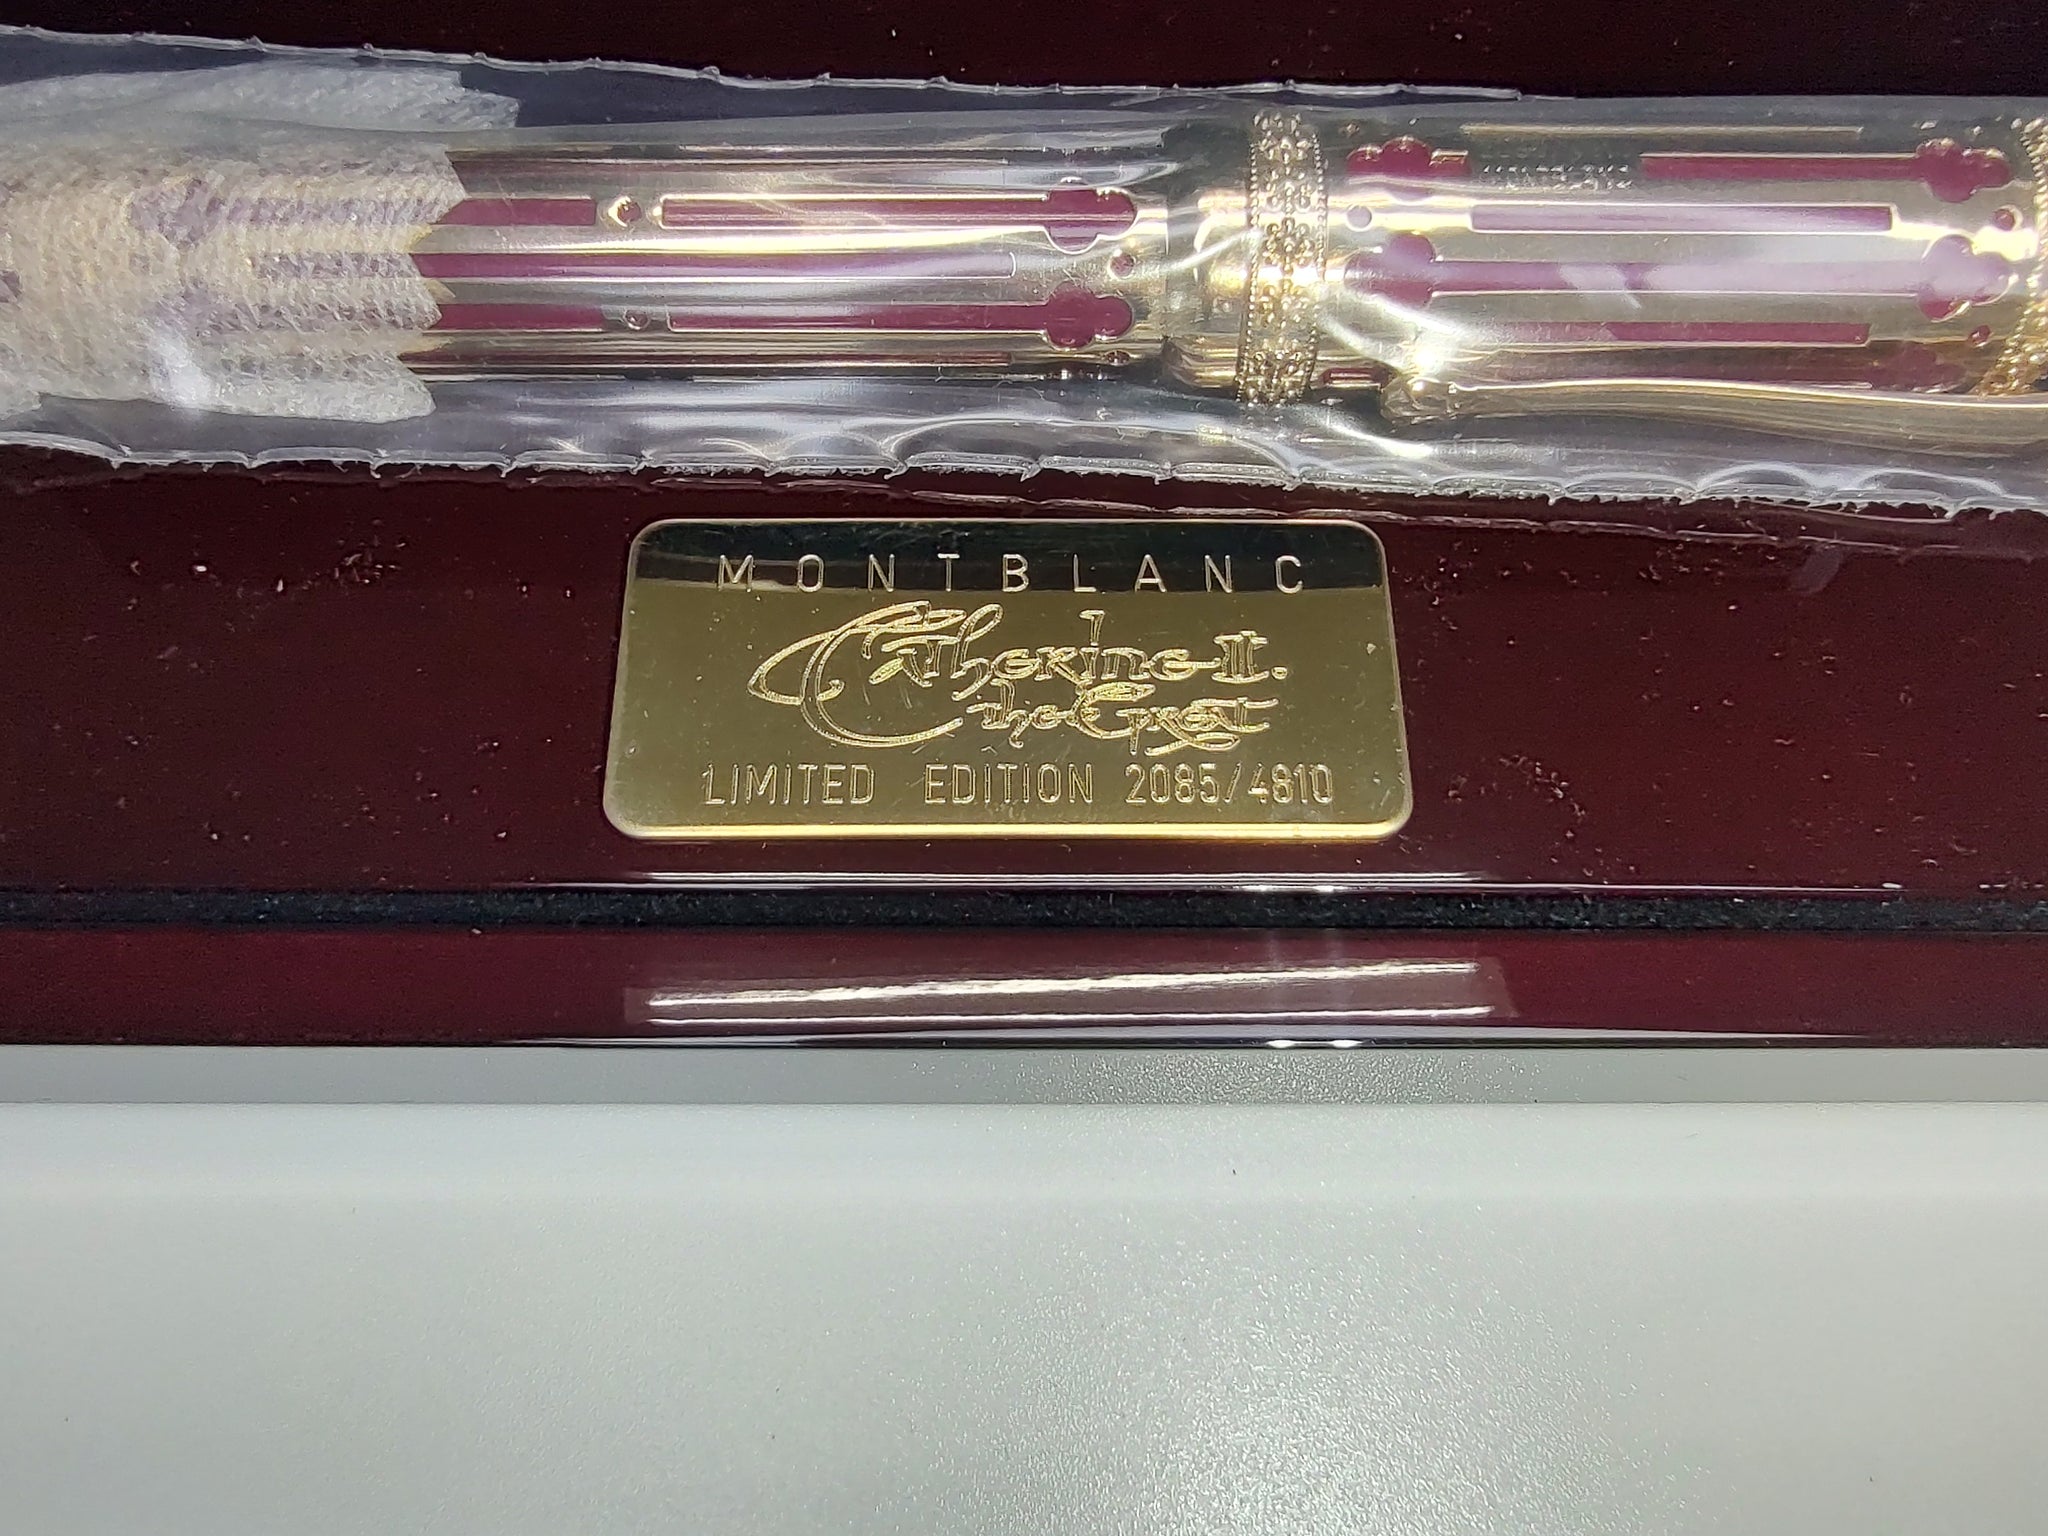 MONTBLANC
Catherine II.
the Great
LIMITED EDITION 2085/4810